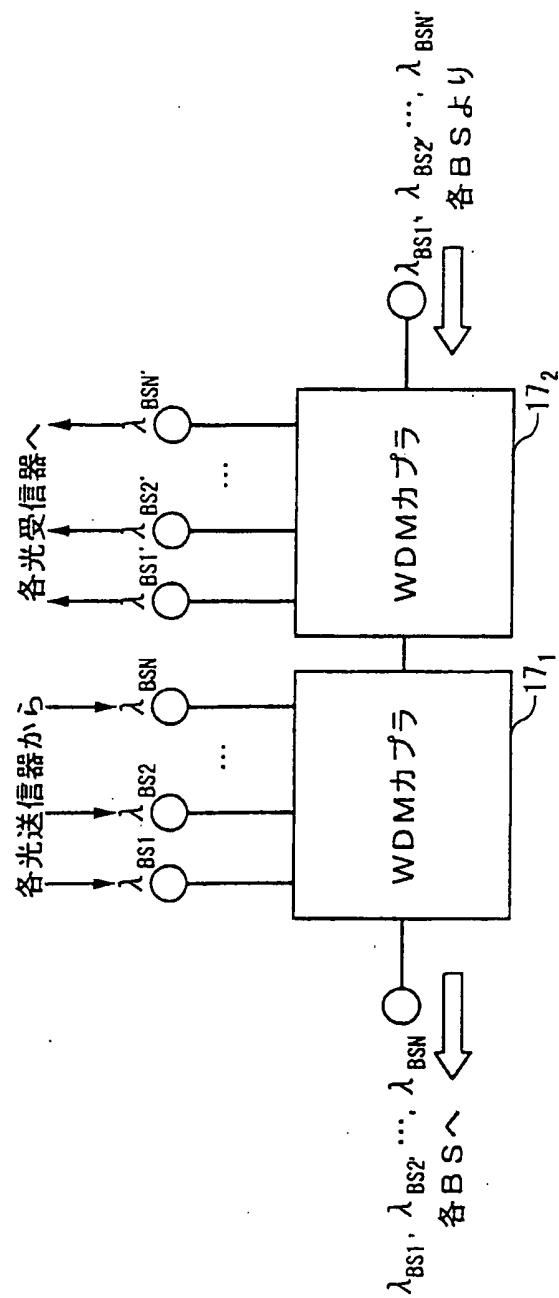 各光送信器から
各光受信器へ
λBS1
λBS2
...
λBSN
λBS1'
λBS2'
...
λBSN'
WDMカプラ
WDMカプラ
17₁
17₂
λBS1, λBS2, ..., λBSN
各BSへ
λBS1', λBS2' ..., λBSN'
各BSより